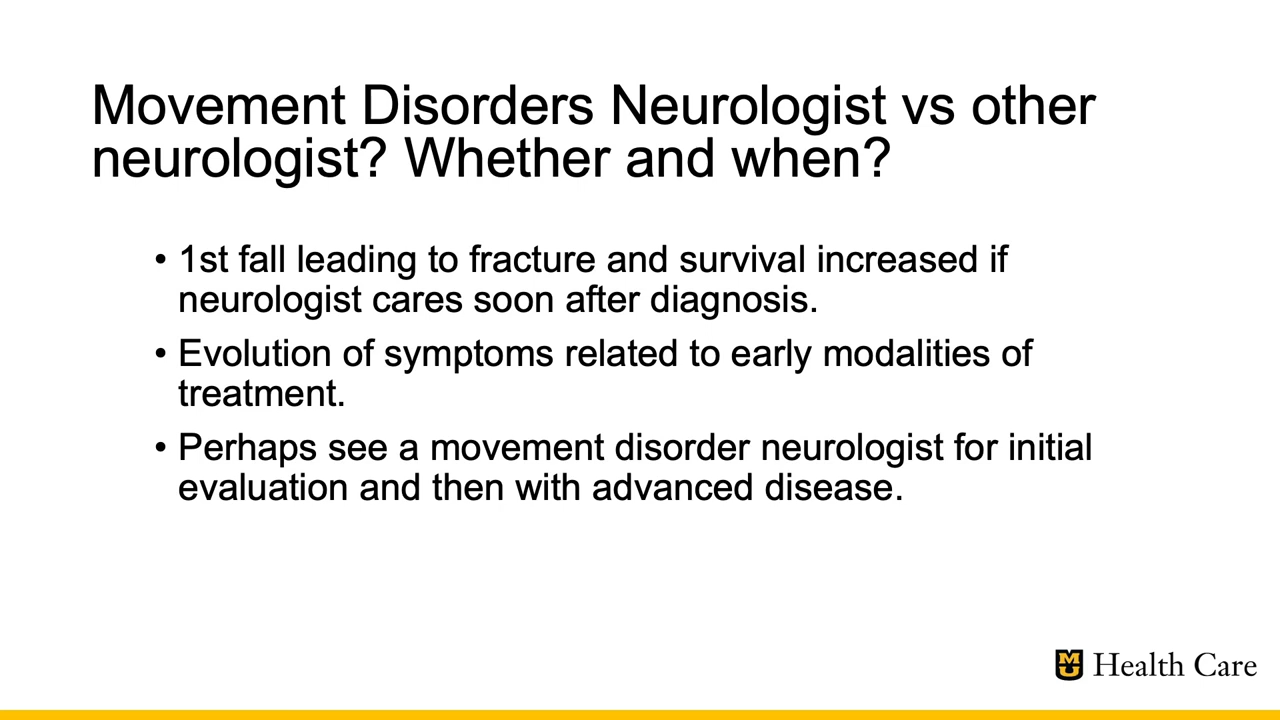 Movement Disorders Neurologist vs other
neurologist? Whether and when?
• 1st fall leading to fracture and survival increased if
neurologist cares soon after diagnosis.
• Evolution of symptoms related to early modalities of
treatment.
• Perhaps see a movement disorder neurologist for initial
evaluation and then with advanced disease.
MU Health Care